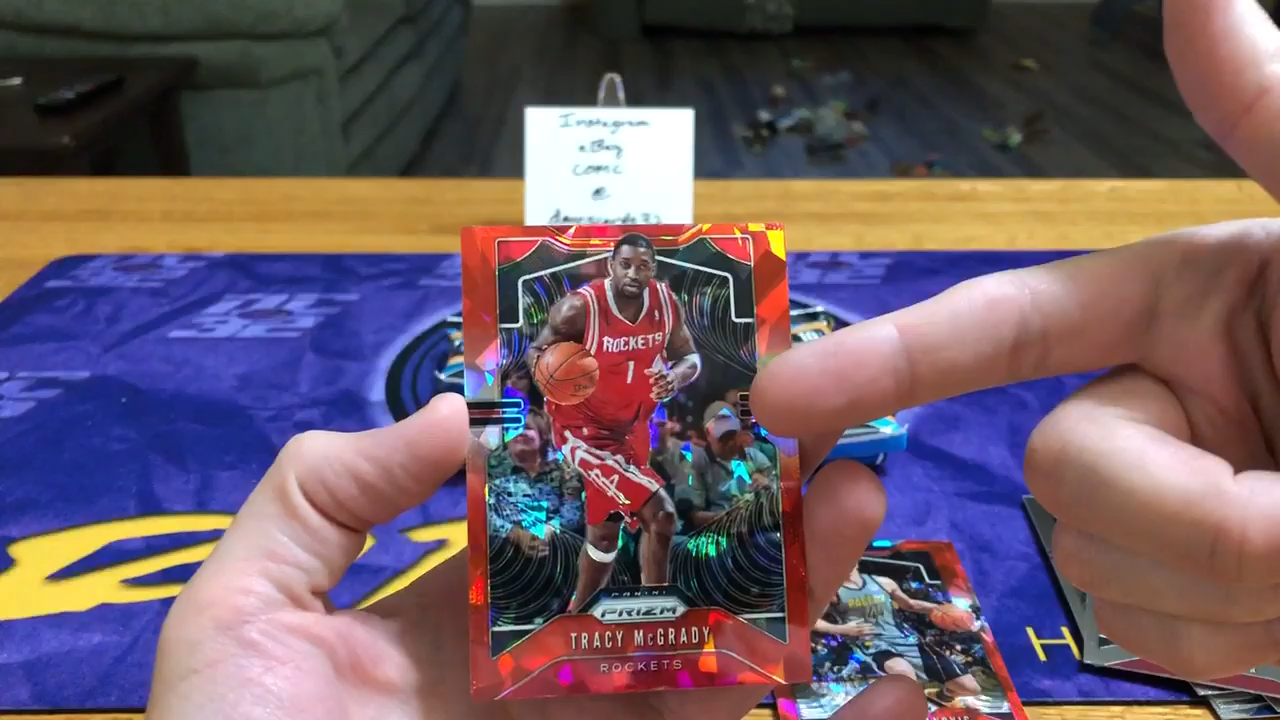 Instagram
eBay
COMC
@
ROCKETS
1
PANINI
PRIZM
TRACY McGRADY
ROCKETS
H